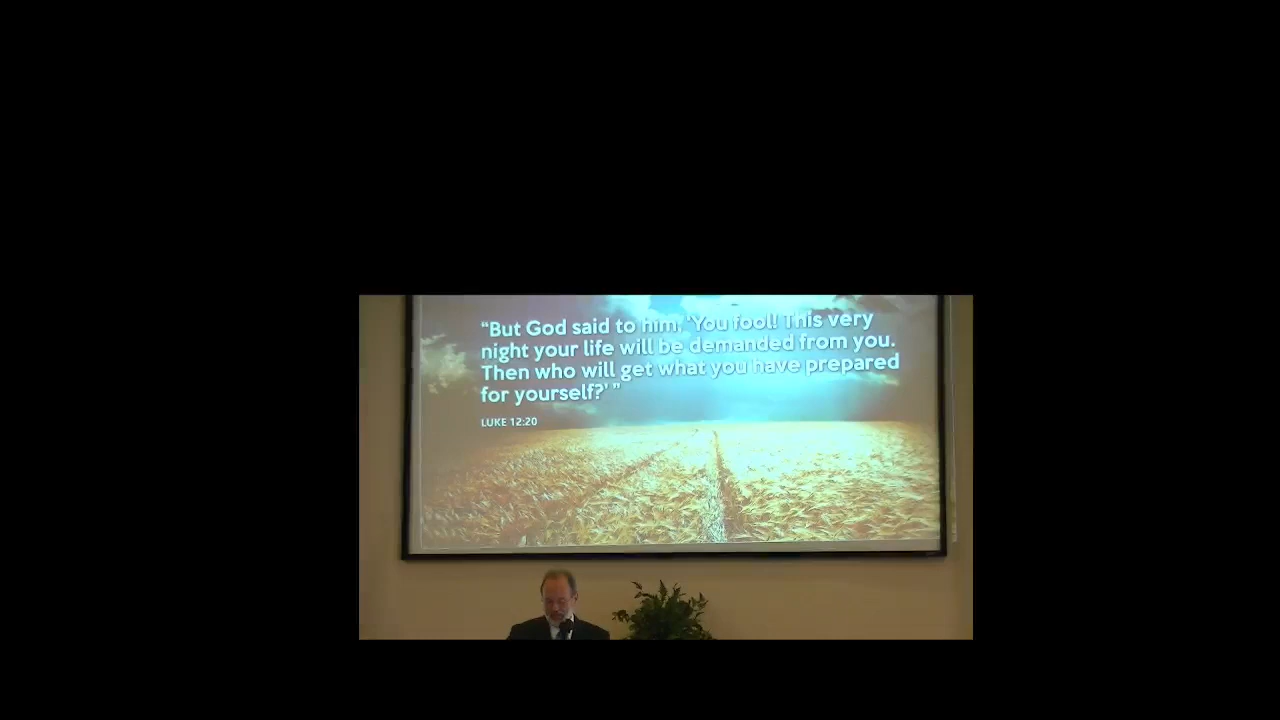 “But God said to him, ‘You fool! This very
night your life will be demanded from you.
Then who will get what you have prepared
for yourself?’ ”
LUKE 12:20